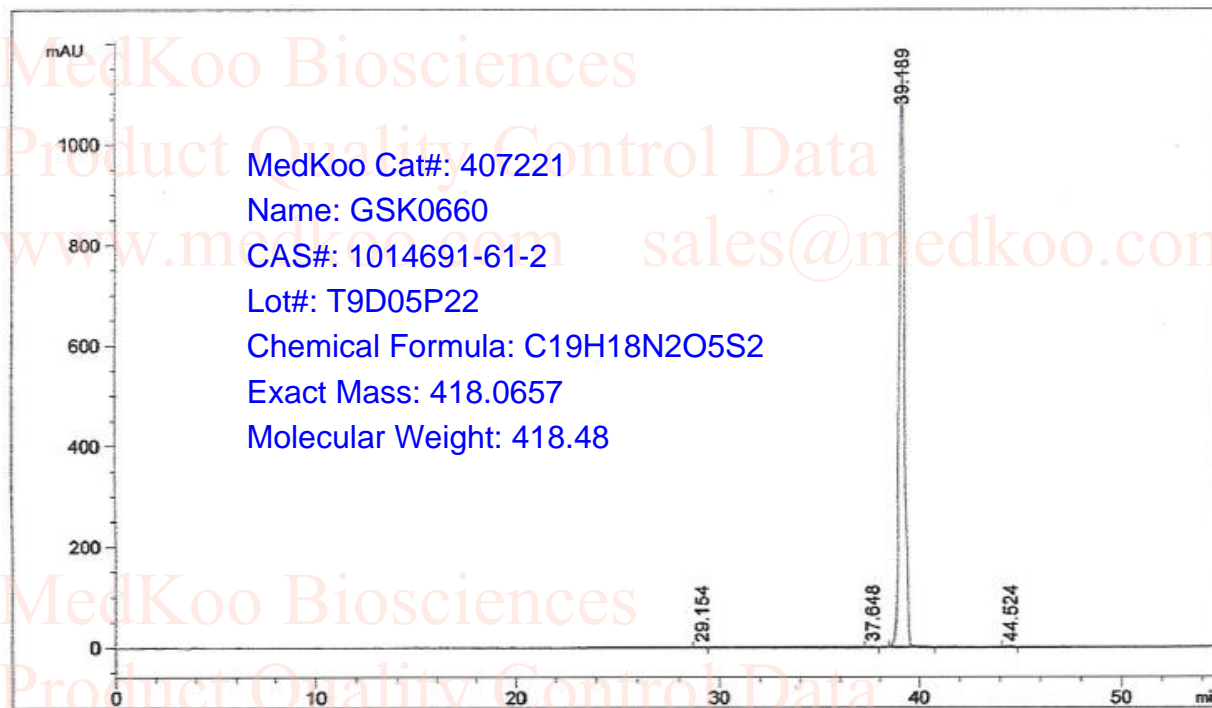 MedKoo Biosciences
mAU
39.189
1000
Product Quality Control Data
MedKoo Cat#: 407221
Name: GSK0660
800
www.medkoo.com sales@medkoo.com
CAS#: 1014691-61-2
Lot#: T9D05P22
600
Chemical Formula: C19H18N2O5S2
Exact Mass: 418.0657
400
Molecular Weight: 418.48
200
MedKoo Biosciences
29.154
37.648
44.524
0
Product Quality Control Data
0 10 20 30 40 50 mi